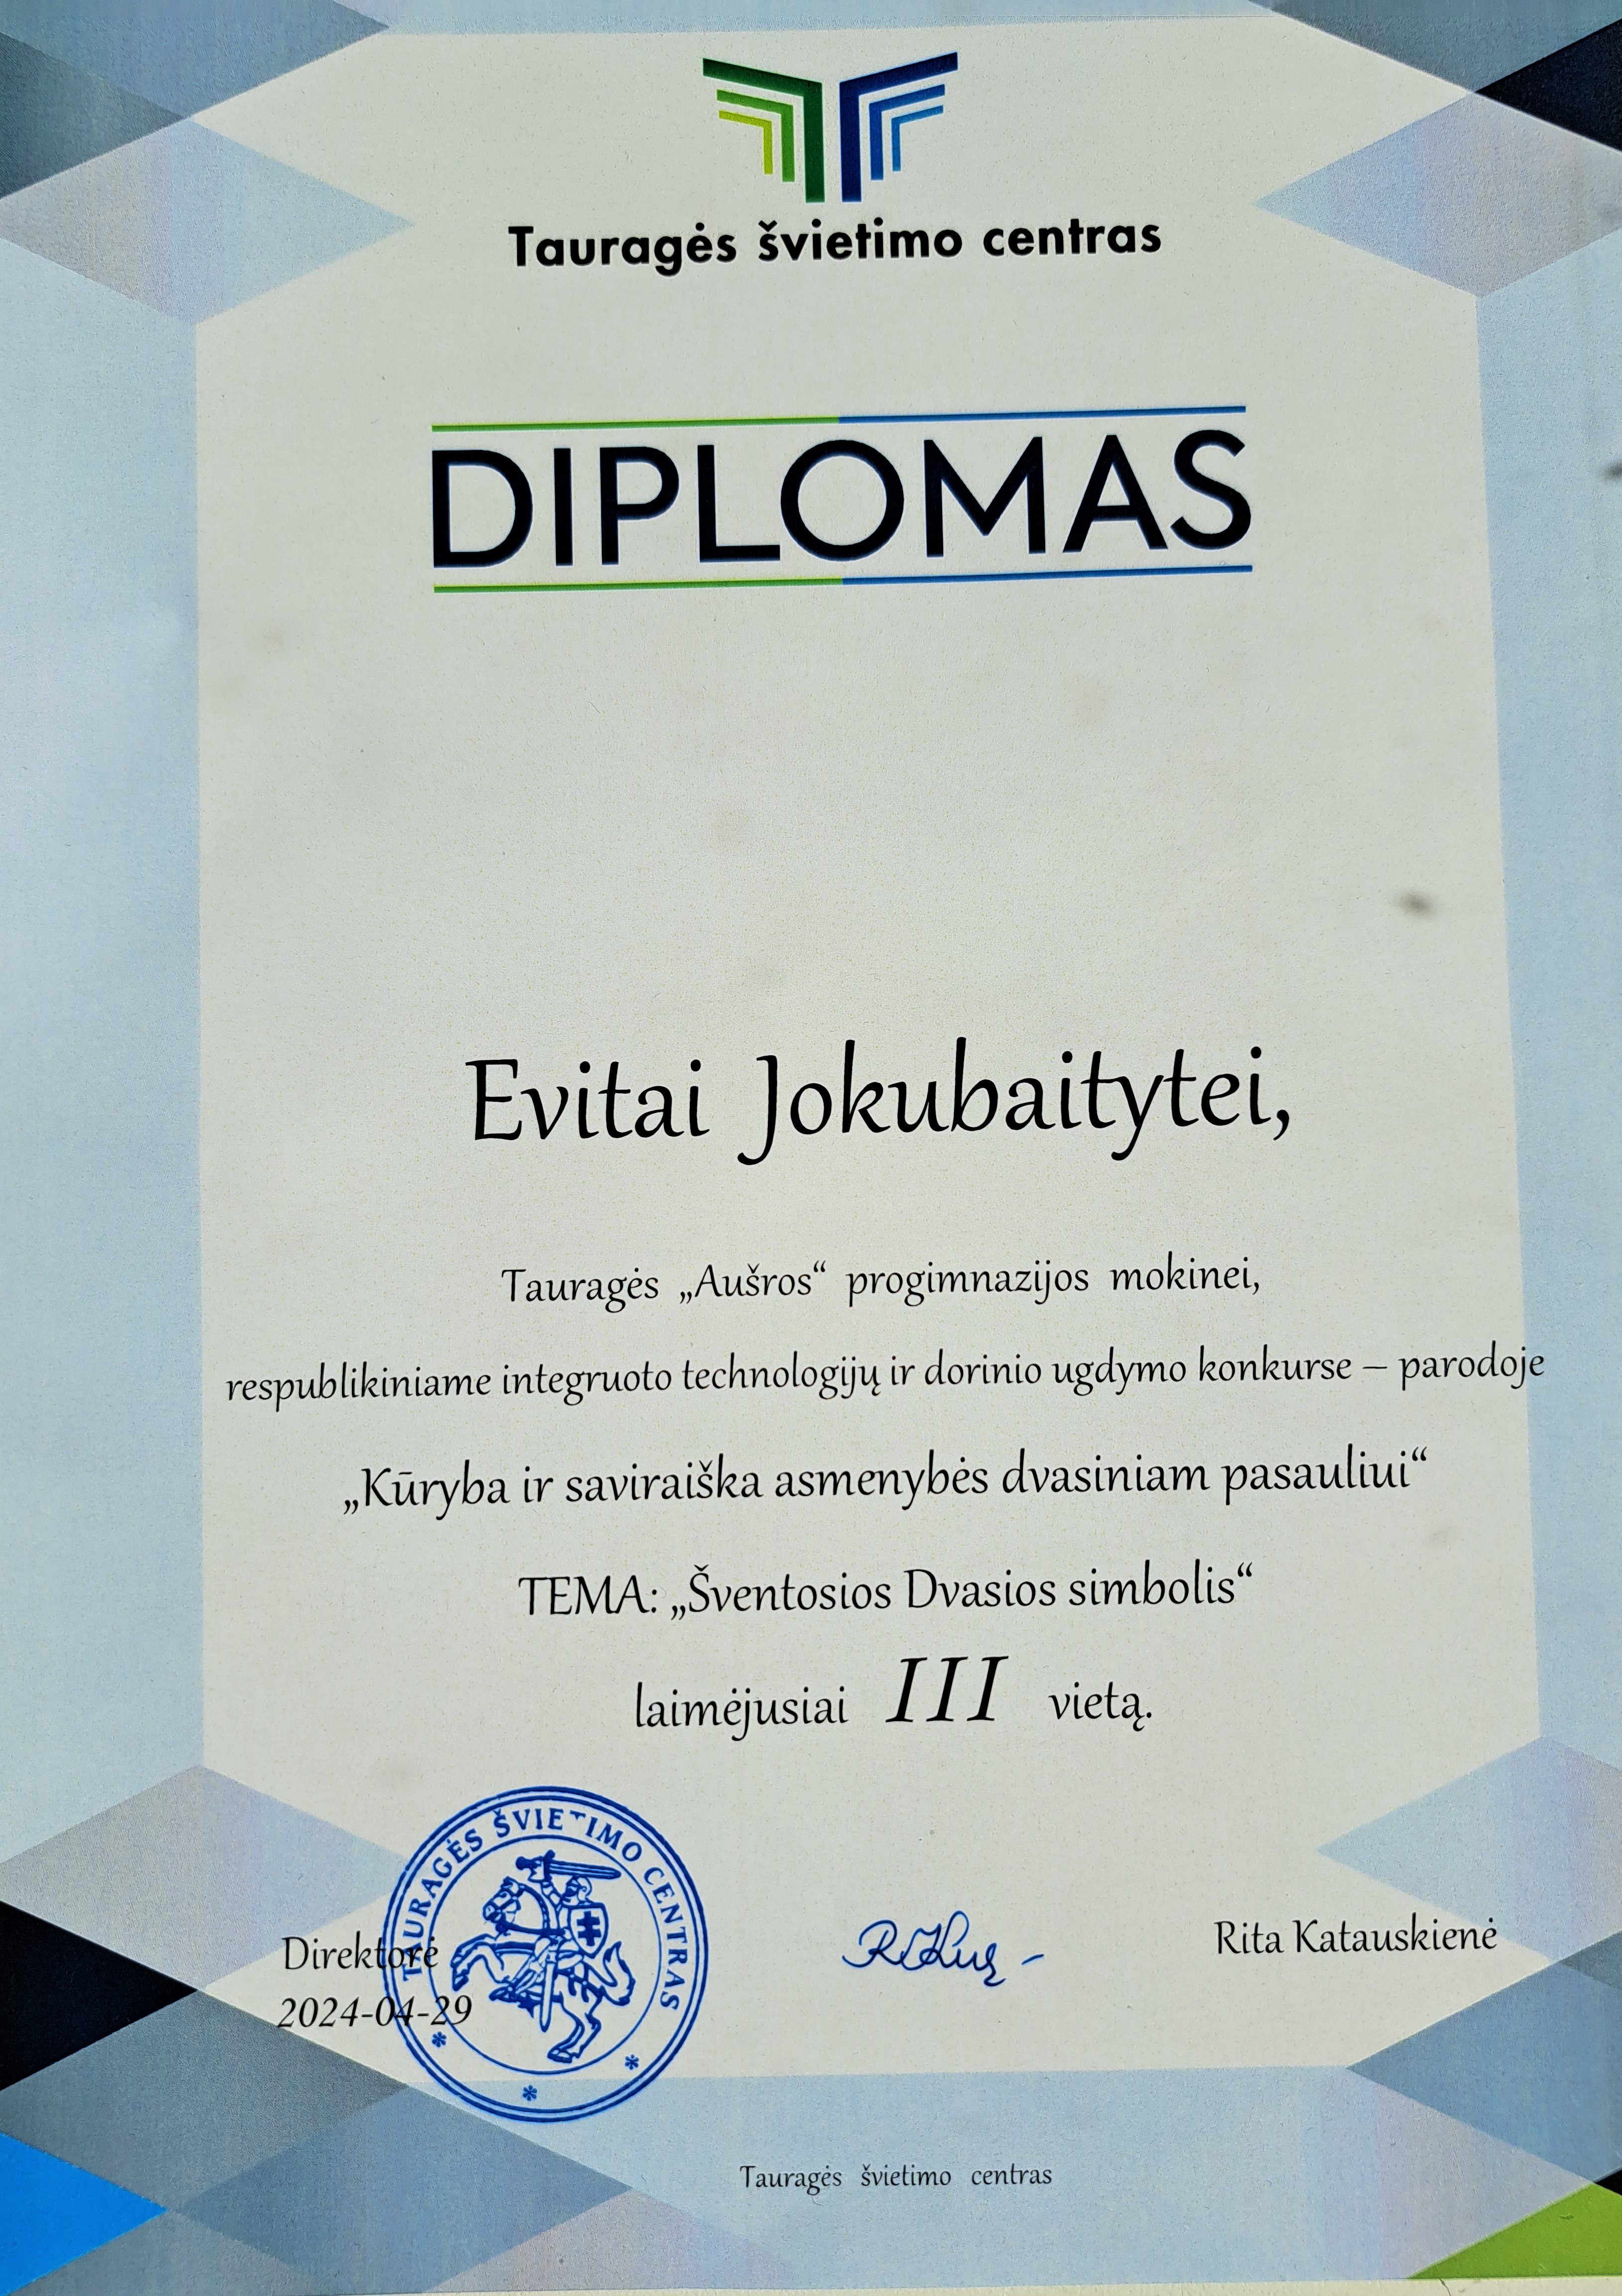 Tauragės švietimo centras
DIPLOMAS
Evitai Jokubaitytei,
Tauragės „Aušros“ progimnazijos mokinei,
respublikiniame integruoto technologijų ir dorinio ugdymo konkurse – parodoje
„Kūryba ir saviraiška asmenybės dvasiniam pasauliui“
TEMA: „Šventosios Dvasios simbolis“
laimėjusiai III vietą.
TAURAGĖS ŠVIETIMO CENTRAS
Direktorė
Rita Katauskienė
2024-04-29
Tauragės švietimo centras